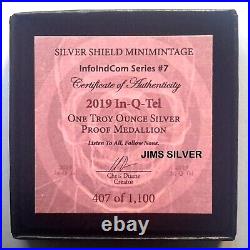 SILVER SHIELD MINIMINTAGE
InfoIndCom Series #7
Certificate of Authenticity
2019 In-Q-Tel
ONE TROY OUNCE SILVER
PROOF MEDALLION
Listen To All. Follow None.
JIMS SILVER
Chris Duane
Creator
407 of 1,100